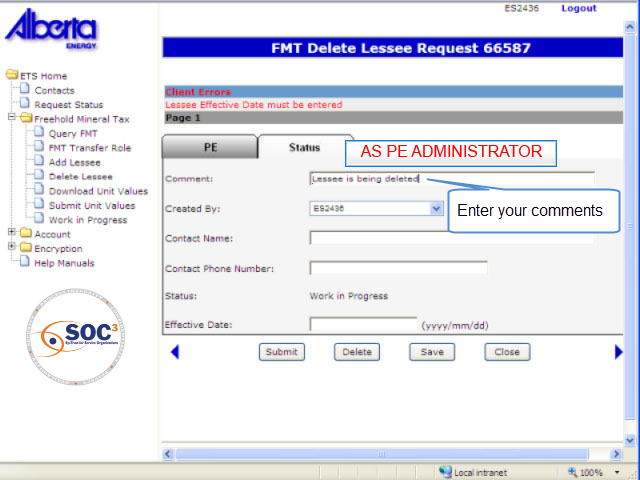 ES2436 Logout
Alberta
ENERGY
FMT Delete Lessee Request 66587
ETS Home
Contacts
Request Status
Freehold Mineral Tax
Query FMT
FMT Transfer Role
Add Lessee
Delete Lessee
Download Unit Values
Submit Unit Values
Work in Progress
Account
Encryption
Help Manuals
SOC3
SysTrust for Service Organizations
Client Errors
Lessee Effective Date must be entered
Page 1
PE Status
AS PE ADMINISTRATOR
Comment: Lessee is being deleted
Enter your comments
Created By: ES2436
Contact Name:
Contact Phone Number:
Status: Work in Progress
Effective Date: (yyyy/mm/dd)
Submit Delete Save Close
Local intranet 100%